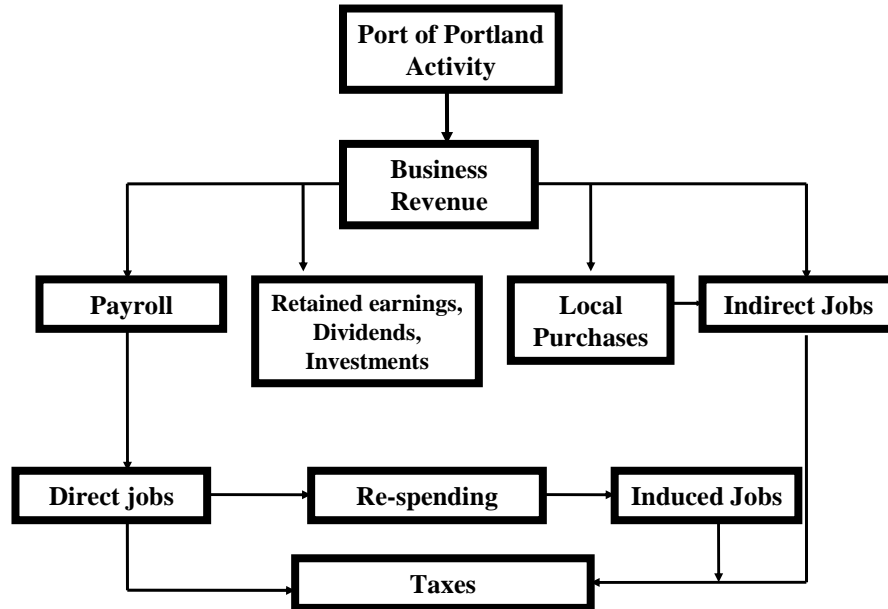 Port of Portland
Activity
Business
Revenue
Payroll
Retained earnings,
Dividends,
Investments
Local
Purchases
Indirect Jobs
Direct jobs
Re-spending
Induced Jobs
Taxes